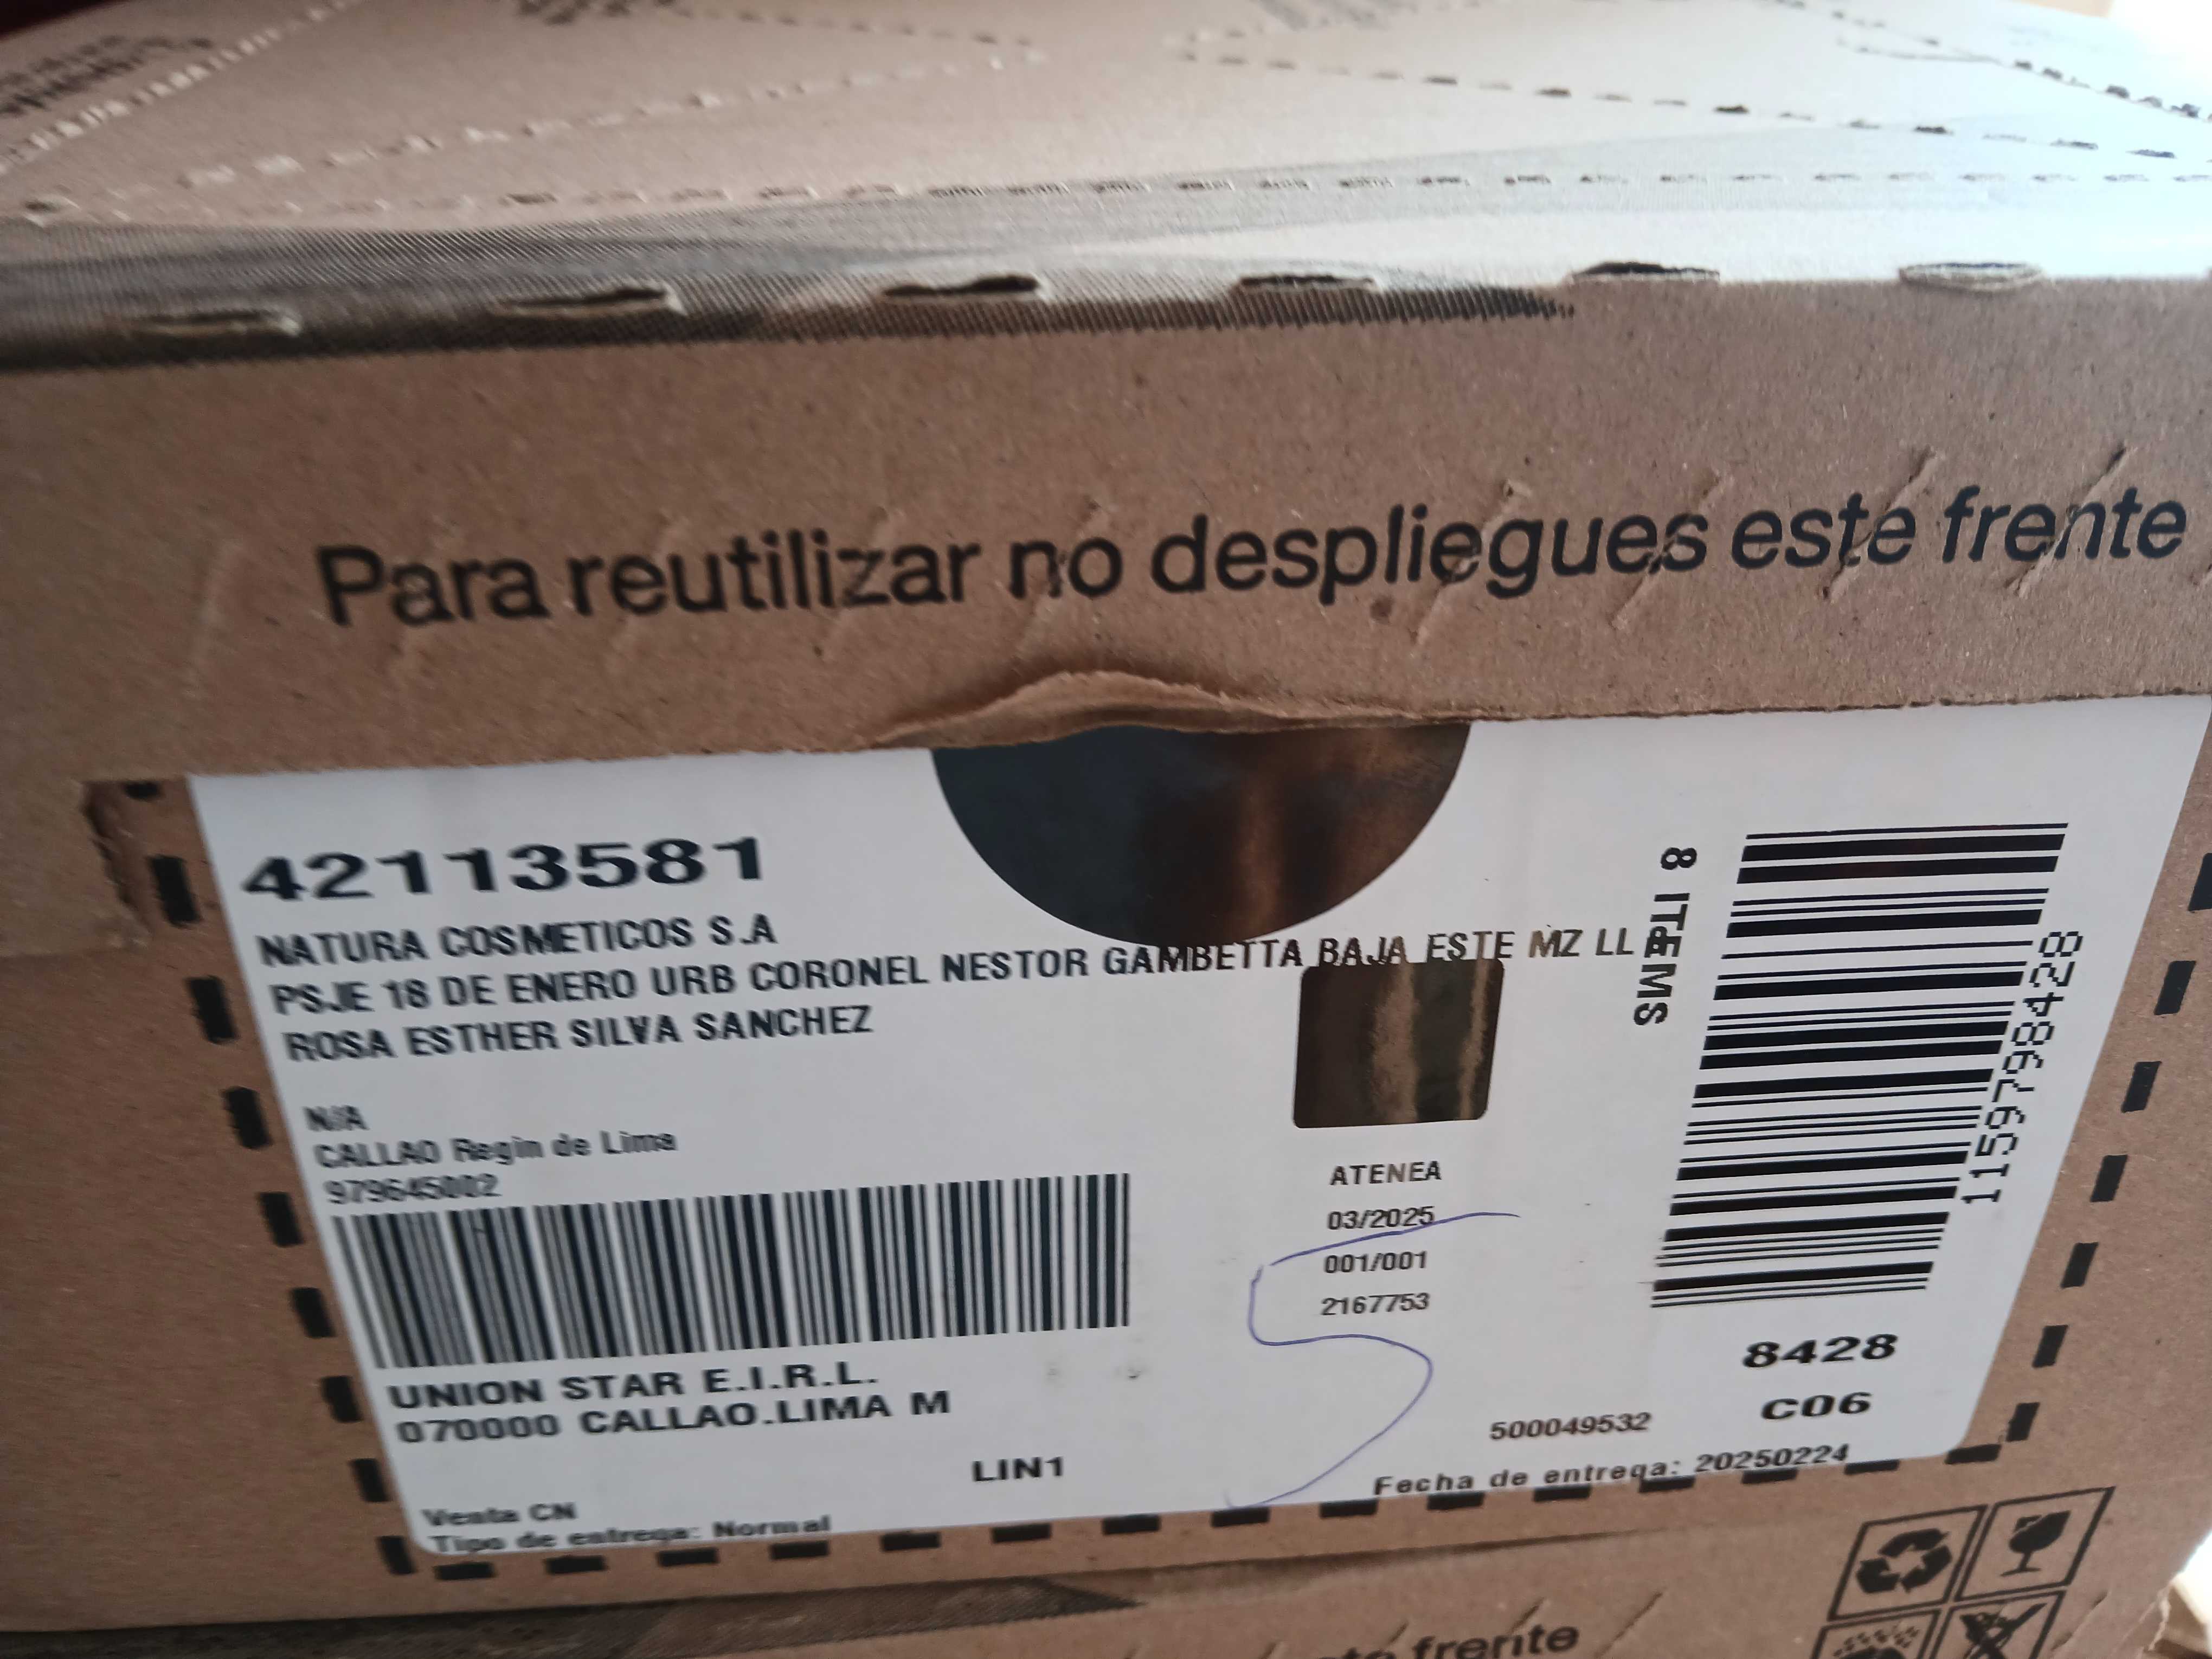 Para reutilizar no despliegues este frente
42113581
NATURA COSMETICOS S.A
PSJE 18 DE ENERO URB CORONEL NESTOR GAMBETTA BAJA ESTE MZ LL
ROSA ESTHER SILVA SANCHEZ
8 ITEMS
1159798428
N/A
CALLAO Regin de Lima
979645002
ATENEA
03/2025
001/001
2167753
5
UNION STAR E.I.R.L.
070000 CALLAO.LIMA M
8428
C06
500049532
LIN1
Fecha de entrega: 20250224
Venta CN
Tipo de entrega: Normal
frente